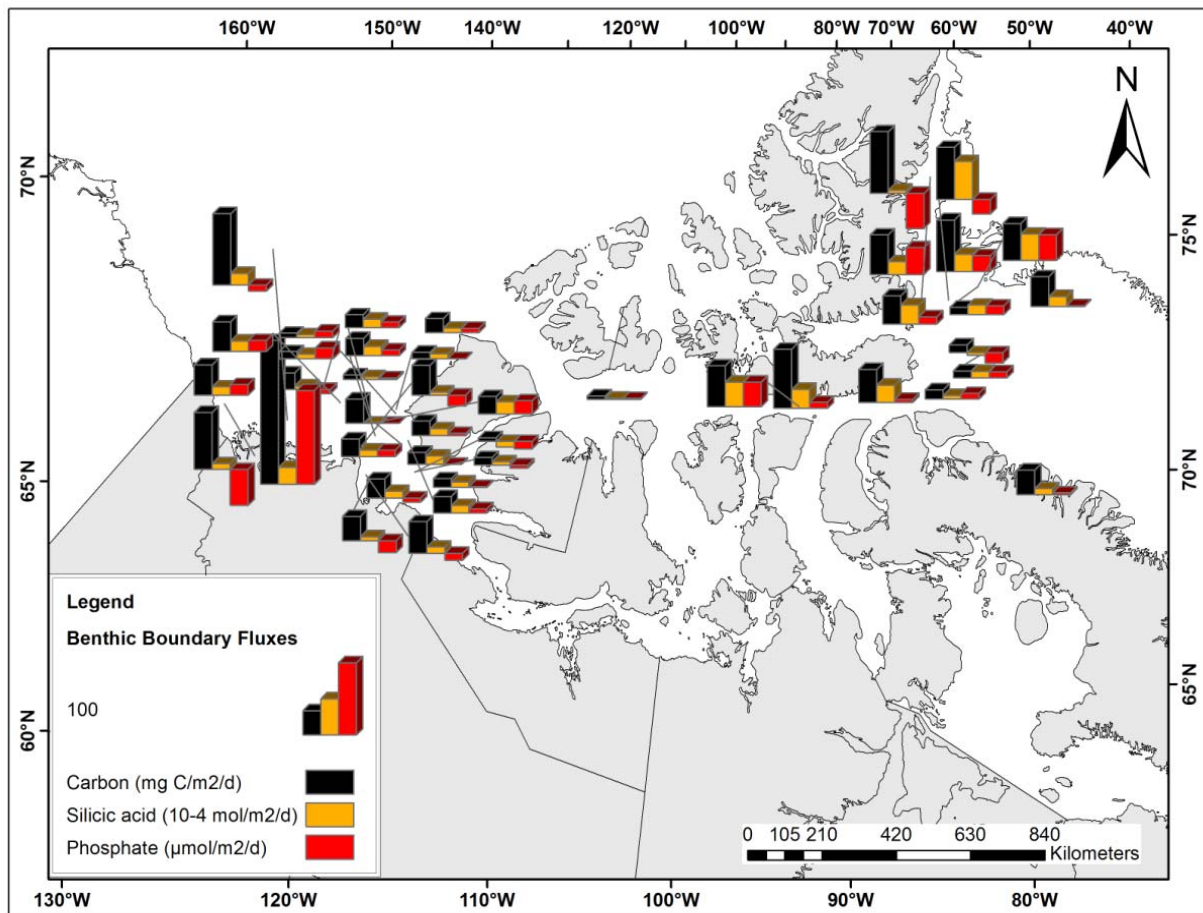 160°W 150°W 140°W 120°W 100°W 80°W 70°W 60°W 50°W 40°W
N
70°N
75°N
65°N
70°N
60°N
65°N
Legend
Benthic Boundary Fluxes
100
Carbon (mg C/m2/d)
Silicic acid (10-4 mol/m2/d)
Phosphate (µmol/m2/d)
0 105 210 420 630 840
Kilometers
130°W 120°W 110°W 100°W 90°W 80°W